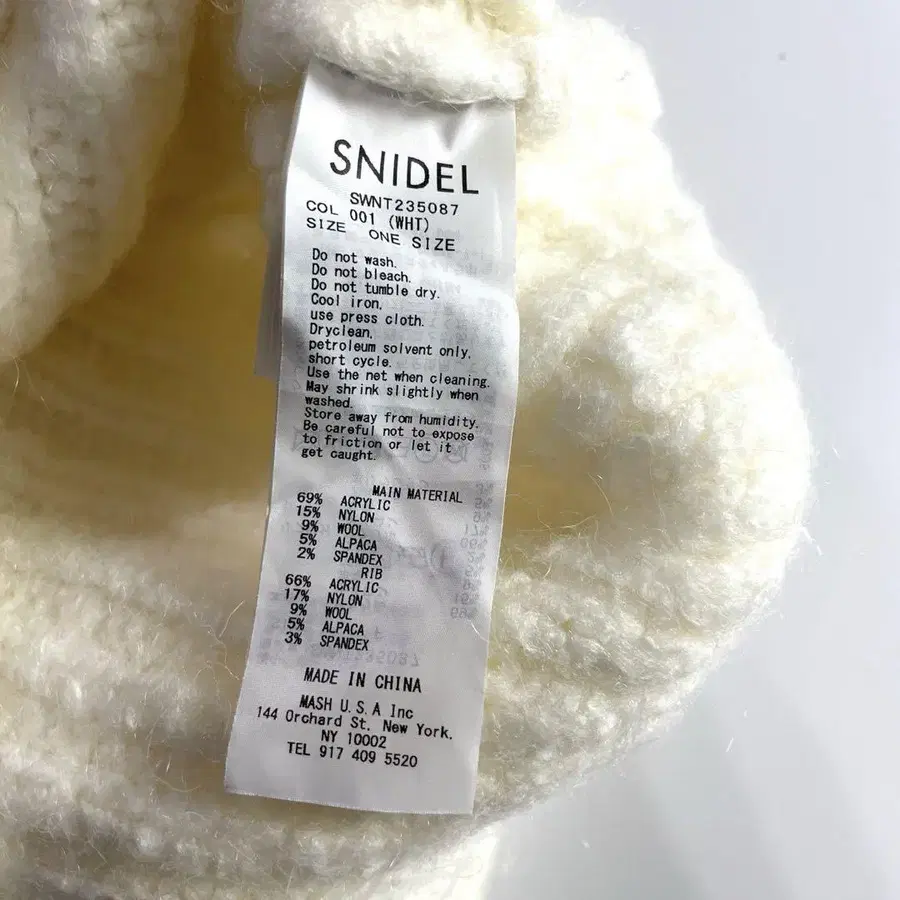 SNIDEL
SWNT235087
COL 001 (WHT)
SIZE ONE SIZE
Do not wash.
Do not bleach.
Do not tumble dry.
Cool iron,
use press cloth.
Dryclean,
petroleum solvent only,
short cycle.
Use the net when cleaning.
May shrink slightly when
washed.
Store away from humidity.
Be careful not to expose
to friction or let it
get caught.
MAIN MATERIAL
69% ACRYLIC
15% NYLON
9% WOOL
5% ALPACA
2% SPANDEX
RIB
66% ACRYLIC
17% NYLON
9% WOOL
5% ALPACA
3% SPANDEX
MADE IN CHINA
MASH U.S.A Inc
144 Orchard St, New York,
NY 10002
TEL 917 409 5520